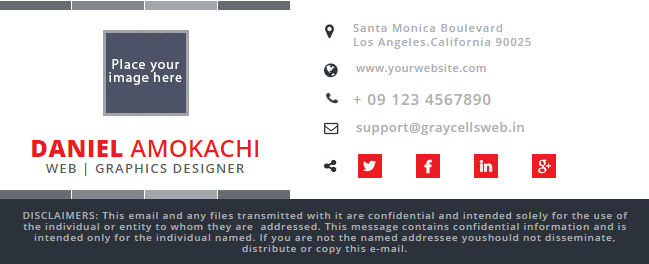 Place your
image here
DANIEL AMOKACHI
WEB | GRAPHICS DESIGNER
Santa Monica Boulevard
Los Angeles.California 90025
www.yourwebsite.com
+ 09 123 4567890
support@graycellsweb.in
f
in
g+
DISCLAIMERS: This email and any files transmitted with it are confidential and intended solely for the use of
the individual or entity to whom they are addressed. This message contains confidential information and is
intended only for the individual named. If you are not the named addressee youshould not disseminate,
distribute or copy this e-mail.